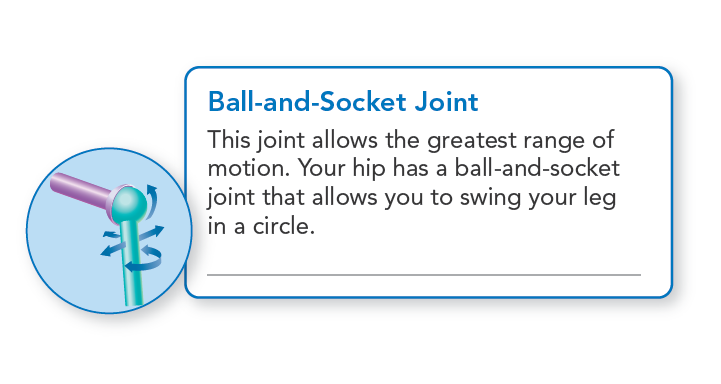 Ball-and-Socket Joint
This joint allows the greatest range of
motion. Your hip has a ball-and-socket
joint that allows you to swing your leg
in a circle.